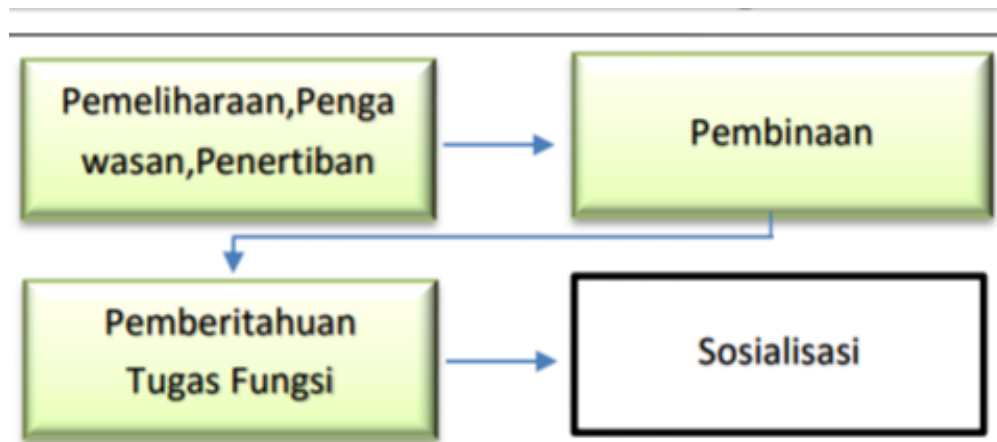 Pemeliharaan,Penga
wasan,Penertiban
Pembinaan
Pemberitahuan
Tugas Fungsi
Sosialisasi